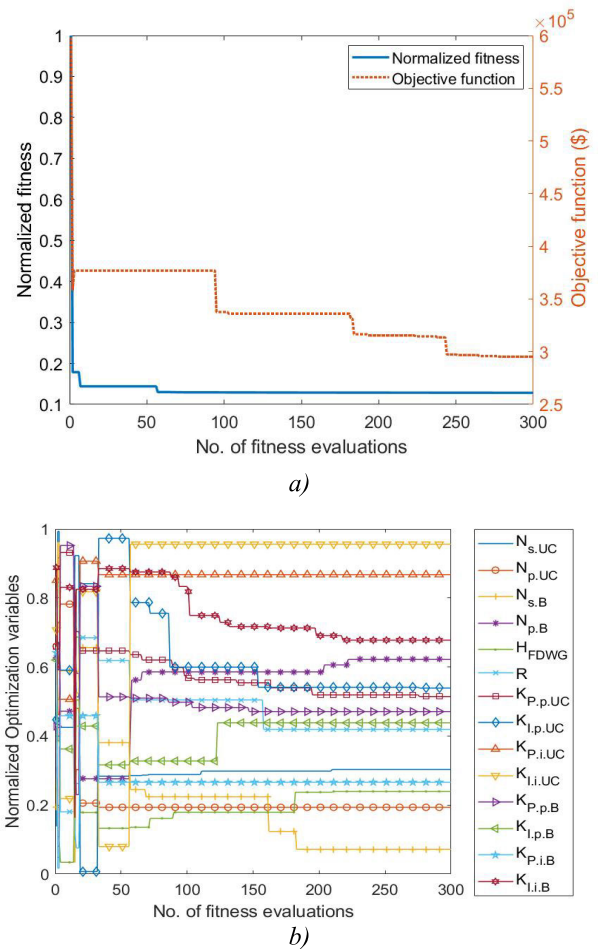 ×10⁵
1
0.9
0.8
0.7
0.6
0.5
0.4
0.3
0.2
0.1
Normalized fitness
Normalized fitness
Objective function
6
5.5
5
4.5
4
3.5
3
2.5
Objective function ($)
0 50 100 150 200 250 300
No. of fitness evaluations
a)
1
0.8
0.6
0.4
0.2
0
Normalized Optimization variables
0 50 100 150 200 250 300
No. of fitness evaluations
N_s.UC
N_p.UC
N_s.B
N_p.B
H_FDWG
R
K_P.p.UC
K_I.p.UC
K_P.i.UC
K_I.i.UC
K_P.p.B
K_I.p.B
K_P.i.B
K_I.i.B
b)